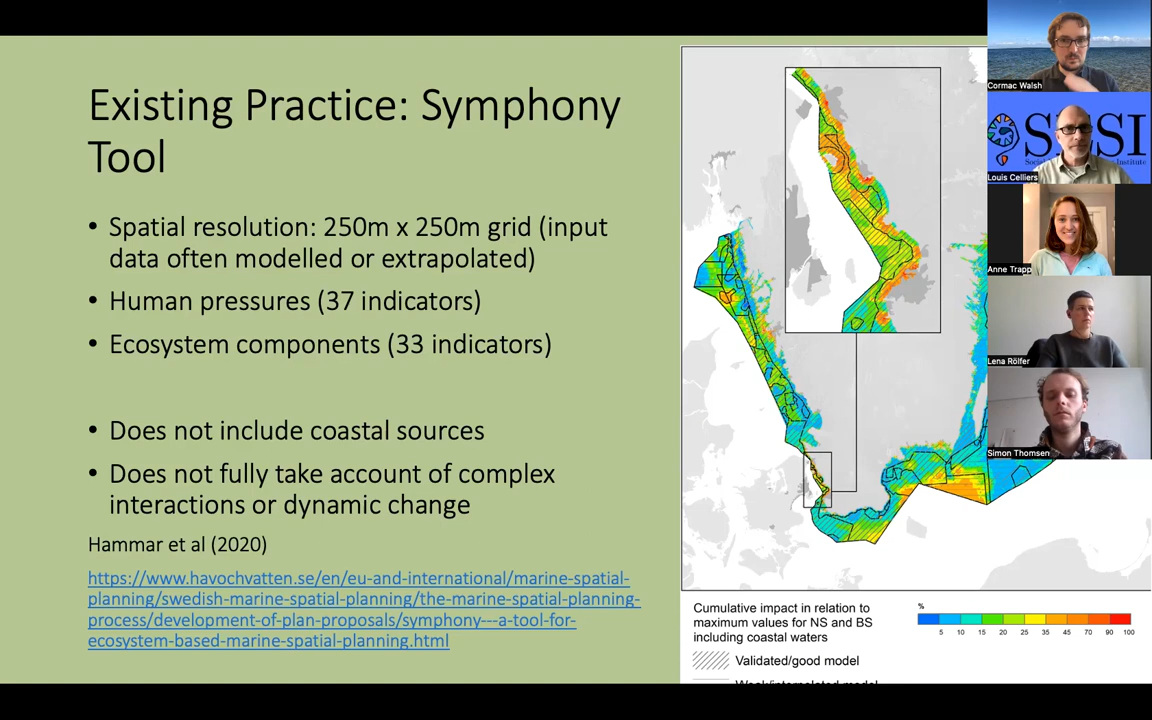 Existing Practice: Symphony
Tool
• Spatial resolution: 250m x 250m grid (input
data often modelled or extrapolated)
• Human pressures (37 indicators)
• Ecosystem components (33 indicators)
• Does not include coastal sources
• Does not fully take account of complex
interactions or dynamic change
Hammar et al (2020)
https://www.havochvatten.se/en/eu-and-international/marine-spatial-
planning/swedish-marine-spatial-planning/the-marine-spatial-planning-
process/development-of-plan-proposals/symphony---a-tool-for-
ecosystem-based-marine-spatial-planning.html
Cumulative impact in relation to
maximum values for NS and BS
including coastal waters
Validated/good model
%
5 10 15 20 25 35 45 70 90 100
Cormac Walsh
Louis Celliers
Institute
Anne Trapp
Lena Rölfer
Simon Thomsen